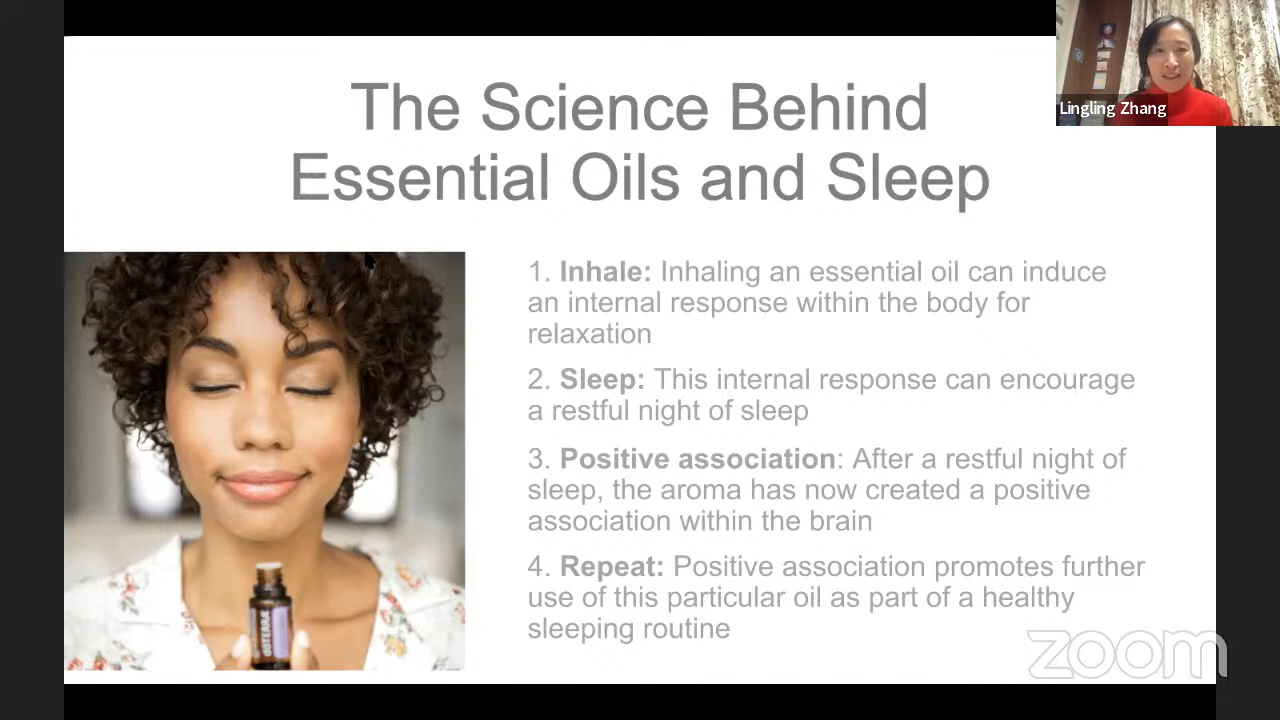 The Science Behind
Essential Oils and Sleep
Lingling Zhang
1. Inhale: Inhaling an essential oil can induce
an internal response within the body for
relaxation
2. Sleep: This internal response can encourage
a restful night of sleep
3. Positive association: After a restful night of
sleep, the aroma has now created a positive
association within the brain
4. Repeat: Positive association promotes further
use of this particular oil as part of a healthy
sleeping routine
dōTERRA
zoom